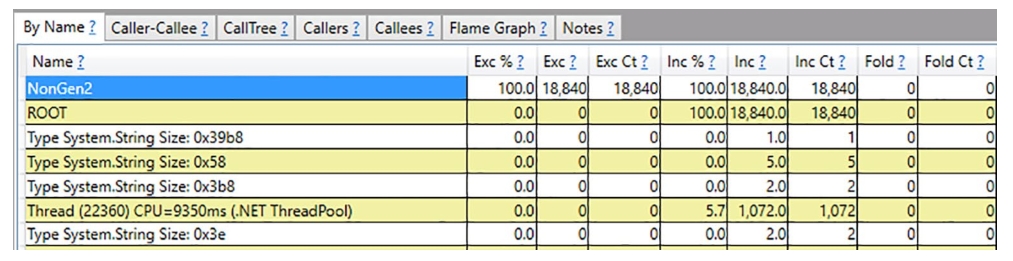 By Name ? Caller-Callee ? CallTree ? Callers ? Callees ? Flame Graph ? Notes ?
Name ? Exc % ? Exc ? Exc Ct ? Inc % ? Inc ? Inc Ct ? Fold ? Fold Ct ?
NonGen2 100.0 18,840 18,840 100.0 18,840.0 18,840 0 0
ROOT 0.0 0 0 100.0 18,840.0 18,840 0 0
Type System.String Size: 0x39b8 0.0 0 0 0.0 1.0 1 0 0
Type System.String Size: 0x58 0.0 0 0 0.0 5.0 5 0 0
Type System.String Size: 0x3b8 0.0 0 0 0.0 2.0 2 0 0
Thread (22360) CPU=9350ms (.NET ThreadPool) 0.0 0 0 5.7 1,072.0 1,072 0 0
Type System.String Size: 0x3e 0.0 0 0 0.0 2.0 2 0 0